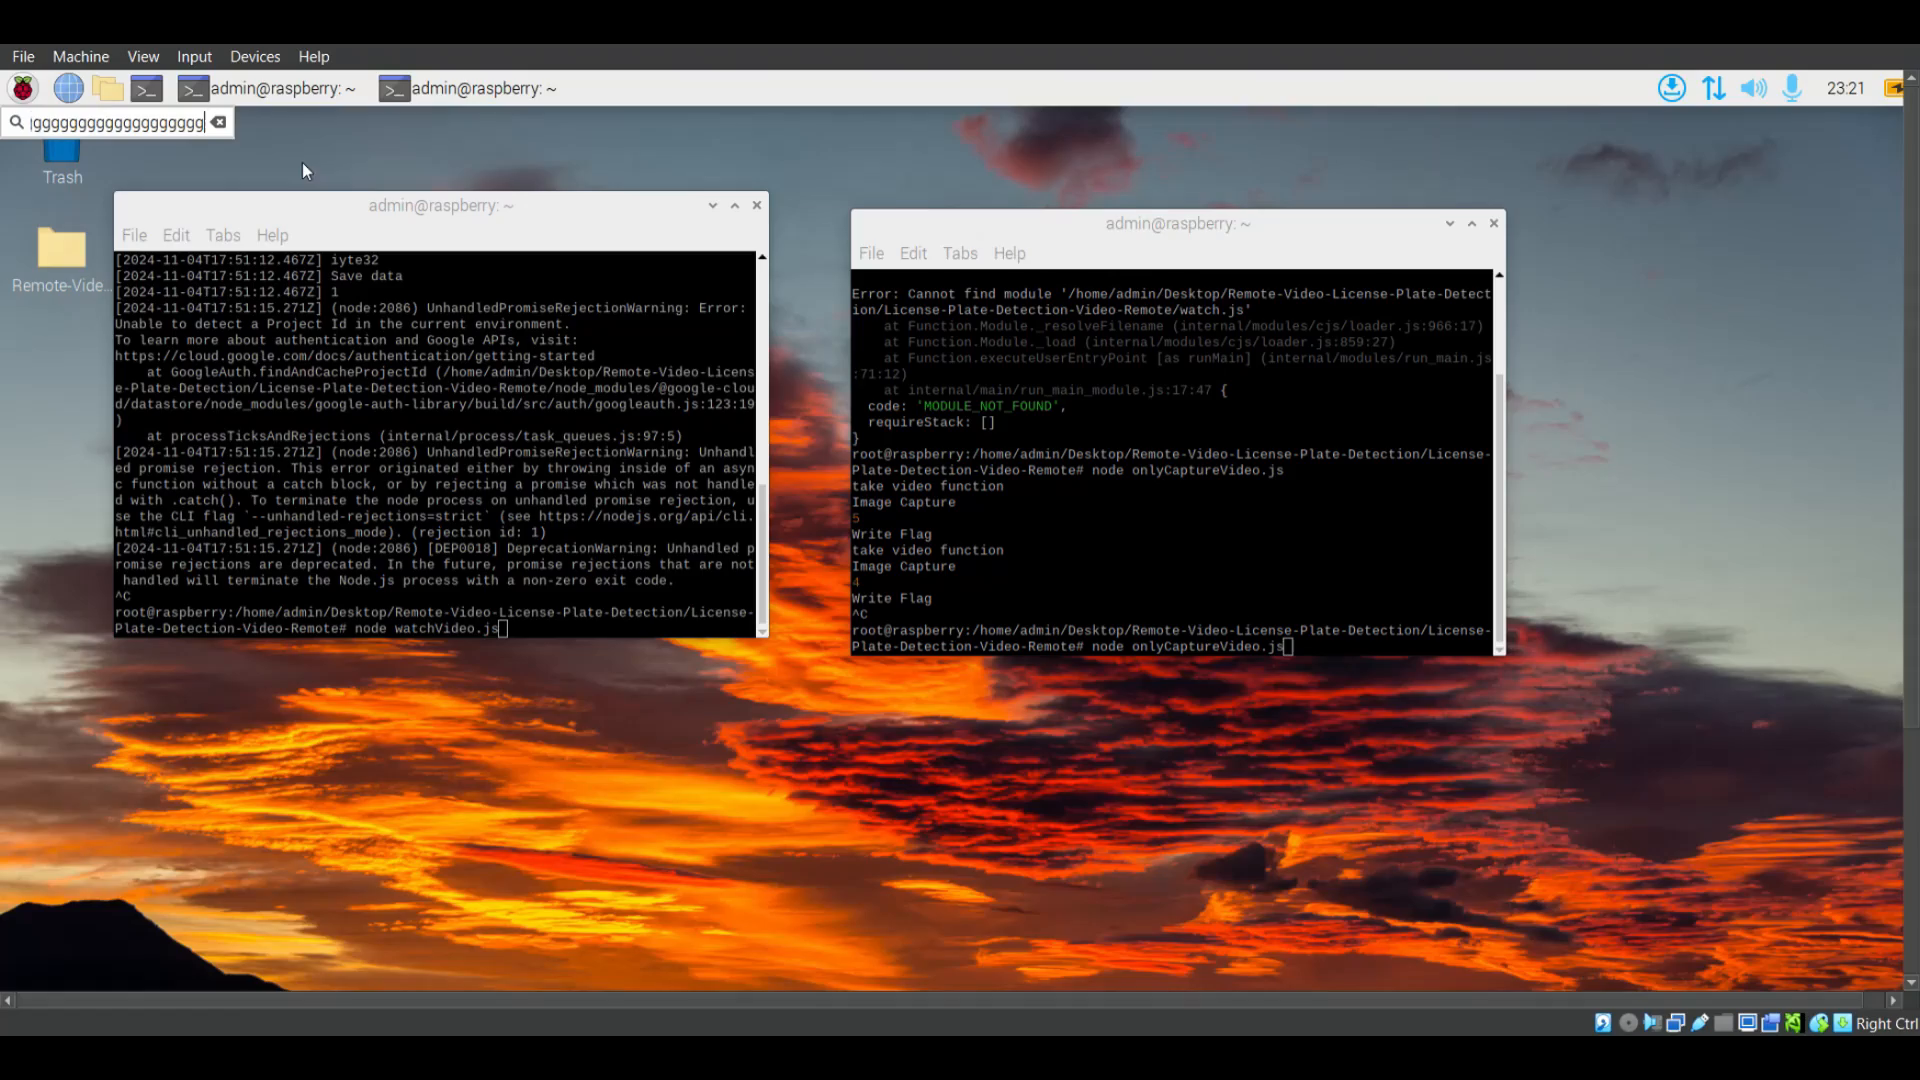 File Machine View Input Devices Help
admin@raspberry: ~ admin@raspberry: ~ 23:21
ggggggggggggggggggg
Trash
Remote-Vide...
admin@raspberry: ~
File Edit Tabs Help
[2024-11-04T17:51:12.467Z] iyte32
[2024-11-04T17:51:12.467Z] Save data
[2024-11-04T17:51:12.467Z] 1
[2024-11-04T17:51:15.271Z] (node:2086) UnhandledPromiseRejectionWarning: Error:
Unable to detect a Project Id in the current environment.
To learn more about authentication and Google APIs, visit:
https://cloud.google.com/docs/authentication/getting-started
at GoogleAuth.findAndCacheProjectId (/home/admin/Desktop/Remote-Video-Licens
e-Plate-Detection/License-Plate-Detection-Video-Remote/node_modules/@google-clou
d/datastore/node_modules/google-auth-library/build/src/auth/googleauth.js:123:19
)
at processTicksAndRejections (internal/process/task_queues.js:97:5)
[2024-11-04T17:51:15.271Z] (node:2086) UnhandledPromiseRejectionWarning: Unhandl
ed promise rejection. This error originated either by throwing inside of an asyn
c function without a catch block, or by rejecting a promise which was not handle
d with .catch(). To terminate the node process on unhandled promise rejection, u
se the CLI flag `--unhandled-rejections=strict` (see https://nodejs.org/api/cli.
html#cli_unhandled_rejections_mode). (rejection id: 1)
[2024-11-04T17:51:15.271Z] (node:2086) [DEP0018] DeprecationWarning: Unhandled p
romise rejections are deprecated. In the future, promise rejections that are not
handled will terminate the Node.js process with a non-zero exit code.
^C
root@raspberry:/home/admin/Desktop/Remote-Video-License-Plate-Detection/License-
Plate-Detection-Video-Remote# node watchVideo.js
admin@raspberry: ~
File Edit Tabs Help
Error: Cannot find module '/home/admin/Desktop/Remote-Video-License-Plate-Detect
ion/License-Plate-Detection-Video-Remote/watch.js'
at Function.Module._resolveFilename (internal/modules/cjs/loader.js:966:17)
at Function.Module._load (internal/modules/cjs/loader.js:859:27)
at Function.executeUserEntryPoint [as runMain] (internal/modules/run_main.js
:71:12)
at internal/main/run_main_module.js:17:47 {
code: 'MODULE_NOT_FOUND',
requireStack: []
}
root@raspberry:/home/admin/Desktop/Remote-Video-License-Plate-Detection/License-
Plate-Detection-Video-Remote# node onlyCaptureVideo.js
take video function
Image Capture
5
Write Flag
take video function
Image Capture
4
Write Flag
^C
root@raspberry:/home/admin/Desktop/Remote-Video-License-Plate-Detection/License-
Plate-Detection-Video-Remote# node onlyCaptureVideo.js
Right Ctrl